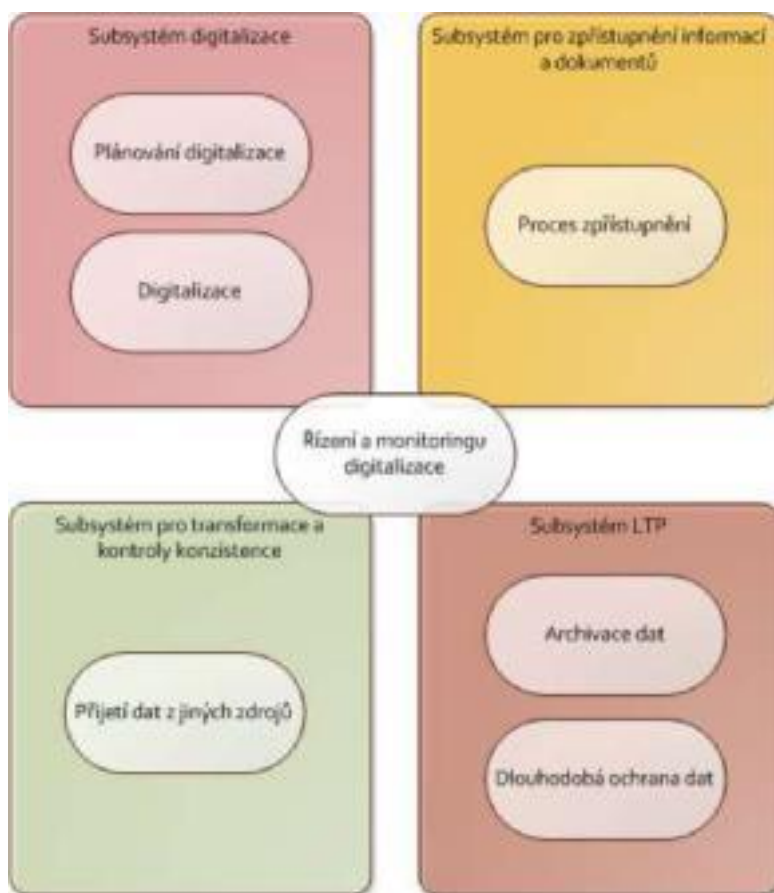 Subsystém digitalizace
Plánování digitalizace
Digitalizace
Subsystém pro zpřístupnění informací
a dokumentů
Proces zpřístupnění
Řízení a monitoringu
digitalizace
Subsystém pro transformace a
kontroly konzistence
Přijetí dat z jiných zdrojů
Subsystém LTP
Archivace dat
Dlouhodobá ochrana dat